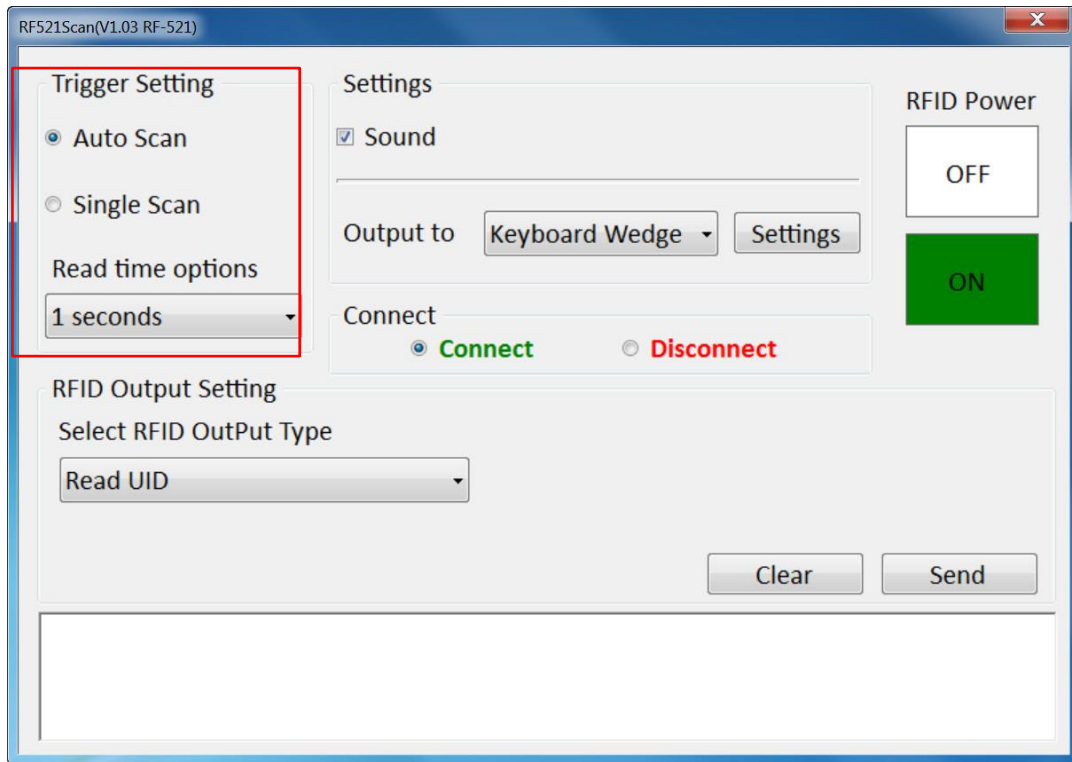 RF521Scan(V1.03 RF-521)
Trigger Setting
Auto Scan
Single Scan
Read time options
1 seconds
Settings
Sound
Output to
Keyboard Wedge
Settings
Connect
Connect
Disconnect
RFID Power
OFF
ON
RFID Output Setting
Select RFID OutPut Type
Read UID
Clear
Send